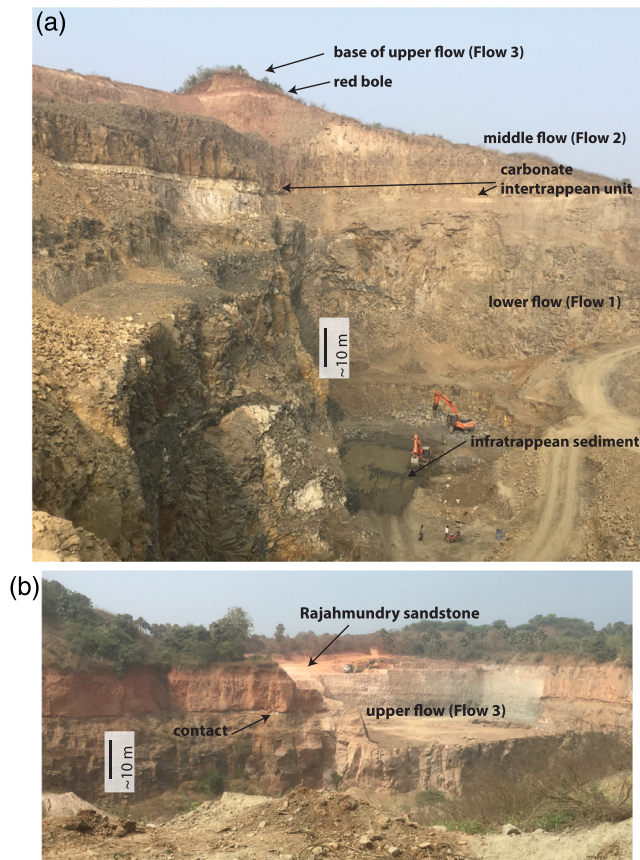 (a)
base of upper flow (Flow 3)
red bole
middle flow (Flow 2)
carbonate
intertrappean unit
lower flow (Flow 1)
~10 m
infratrappean sediment
(b)
Rajahmundry sandstone
upper flow (Flow 3)
contact
~10 m